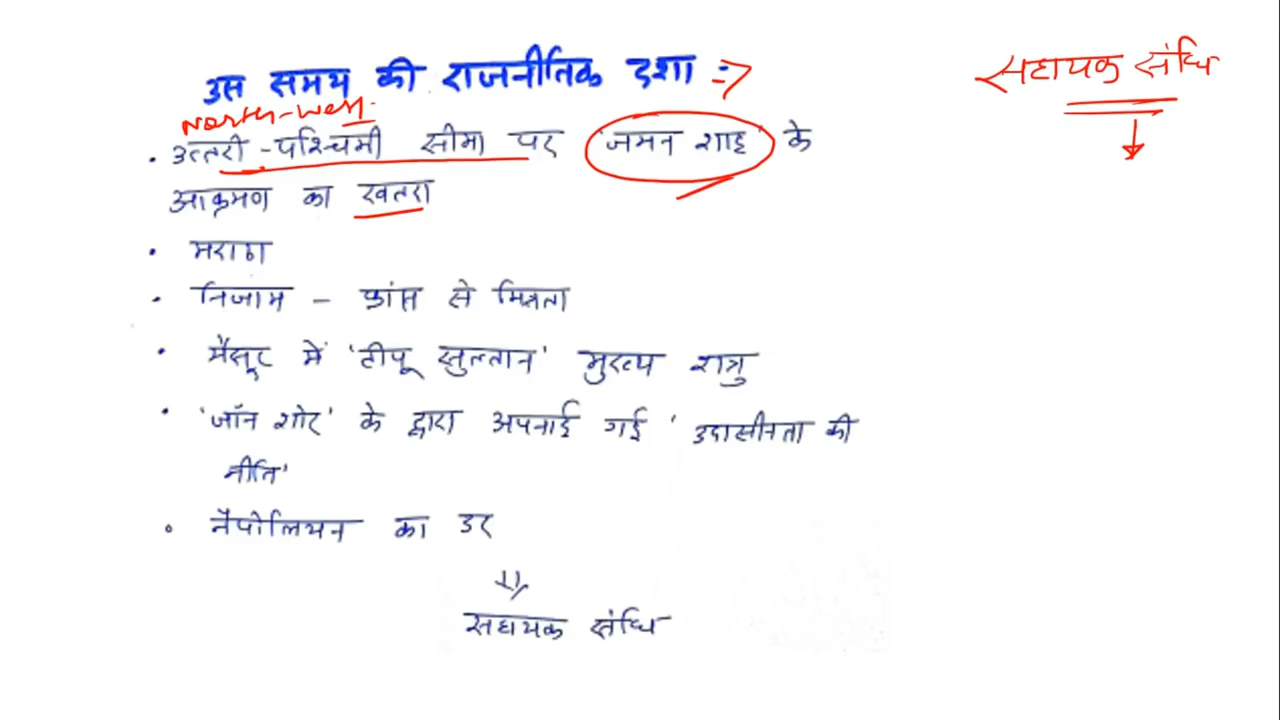 उस समय की राजनीतिक दशा :→
सहायक संधि
North-West
• उत्तरी -पश्चिमी सीमा पर 'जमन शाह' के
आक्रमण का खतरा
• मराठा
• निजाम - फ्रांस से मित्रता
• मैसूर में 'टीपू सुल्तान' मुख्य शत्रु
• 'जॉन शोर' के द्वारा अपनाई गई 'उदासीनता की
नीति'
• नैपोलियन का डर
सहायक संधि